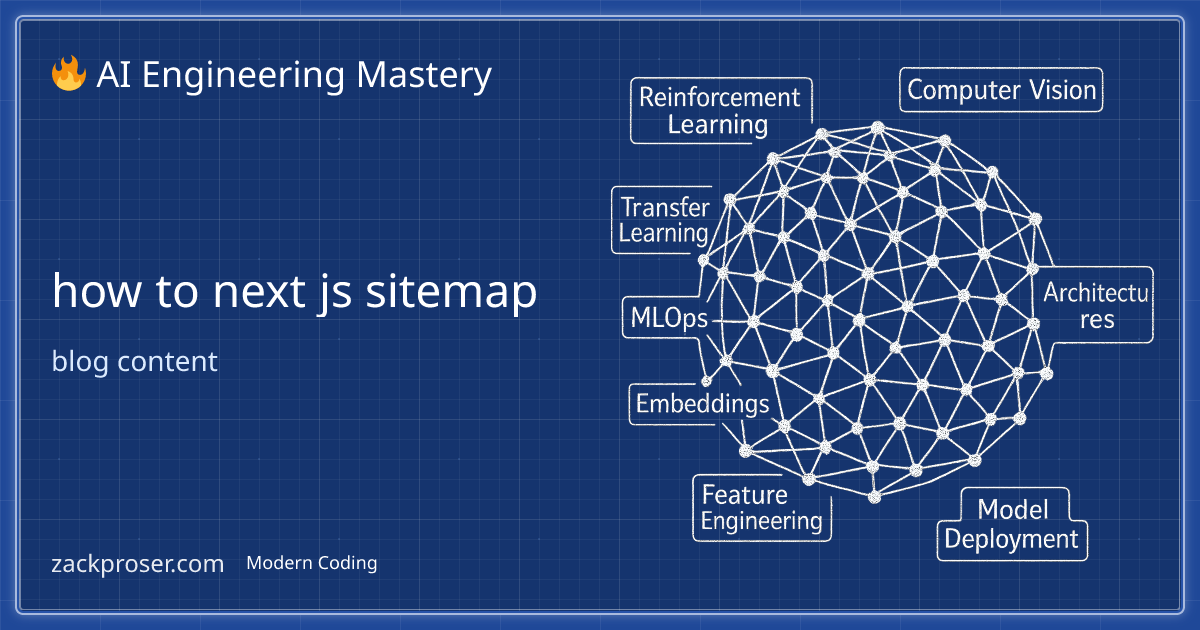 🔥 AI Engineering Mastery
how to next js sitemap
blog content
zackproser.com
Modern Coding
Reinforcement
Learning
Computer Vision
Transfer
Learning
MLOps
Architectu
res
Embeddings
Feature
Engineering
Model
Deployment